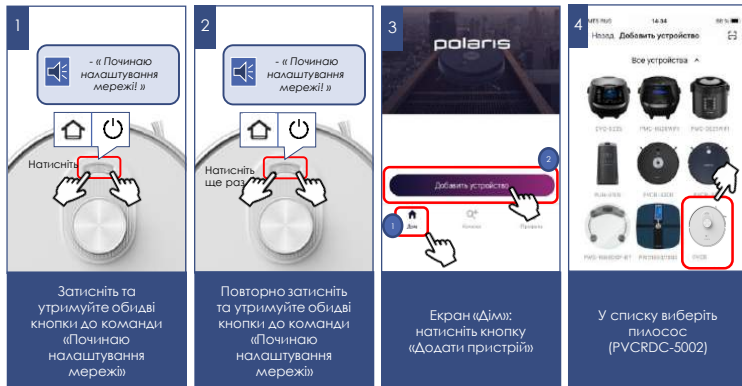 1
- « Починаю
налаштування
мережі! »
Натисніть
Затисніть та
утримуйте обидві
кнопки до команди
«Починаю
налаштування
мережі»
2
- « Починаю
налаштування
мережі! »
Натисніть
ще раз
Повторно затисніть
та утримуйте обидві
кнопки до команди
«Починаю
налаштування
мережі»
3
polaris
2
Добавить устройство
1
Дом
Профиль
Екран «Дім»:
натисніть кнопку
«Додати пристрій»
4
14:34
Назад Добавить устройство
Все устройства
У списку виберіть
пилосос
(PVCRDC-5002)